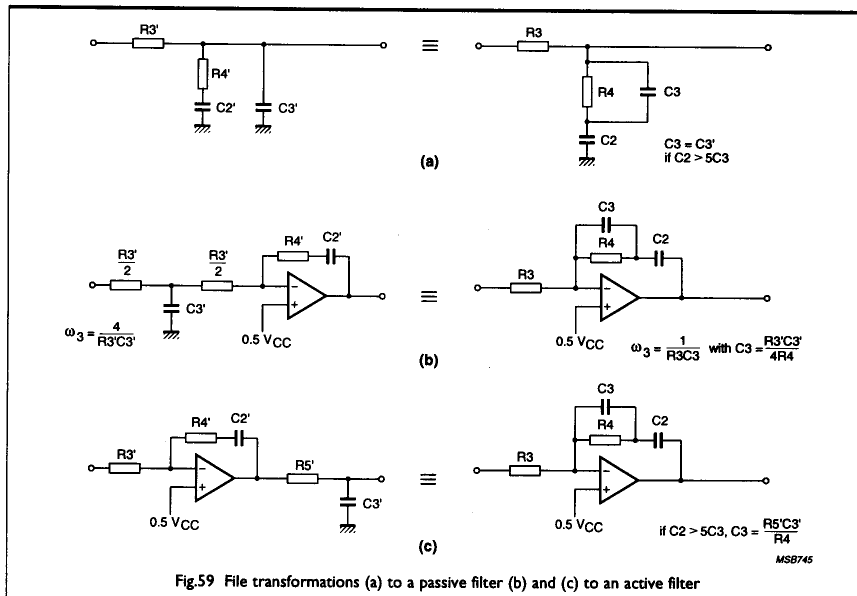 R3'
R4'
C2'
C3'
≡
R3
R4
C3
C2
C3 = C3'
if C2 > 5C3
(a)
R3'
2
R3'
2
R4'
C2'
C3'
ω3 = 4
R3'C3'
−
+
0.5 VCC
≡
C3
R4
C2
R3
−
+
0.5 VCC
ω3 = 1 with C3 = R3'C3'
R3C3 4R4
(b)
R4'
C2'
R3'
−
+
R5'
C3'
0.5 VCC
≡
C3
R4
C2
R3
−
+
0.5 VCC
if C2 > 5C3, C3 = R5'C3'
R4
(c)
MSB745
Fig.59 File transformations (a) to a passive filter (b) and (c) to an active filter